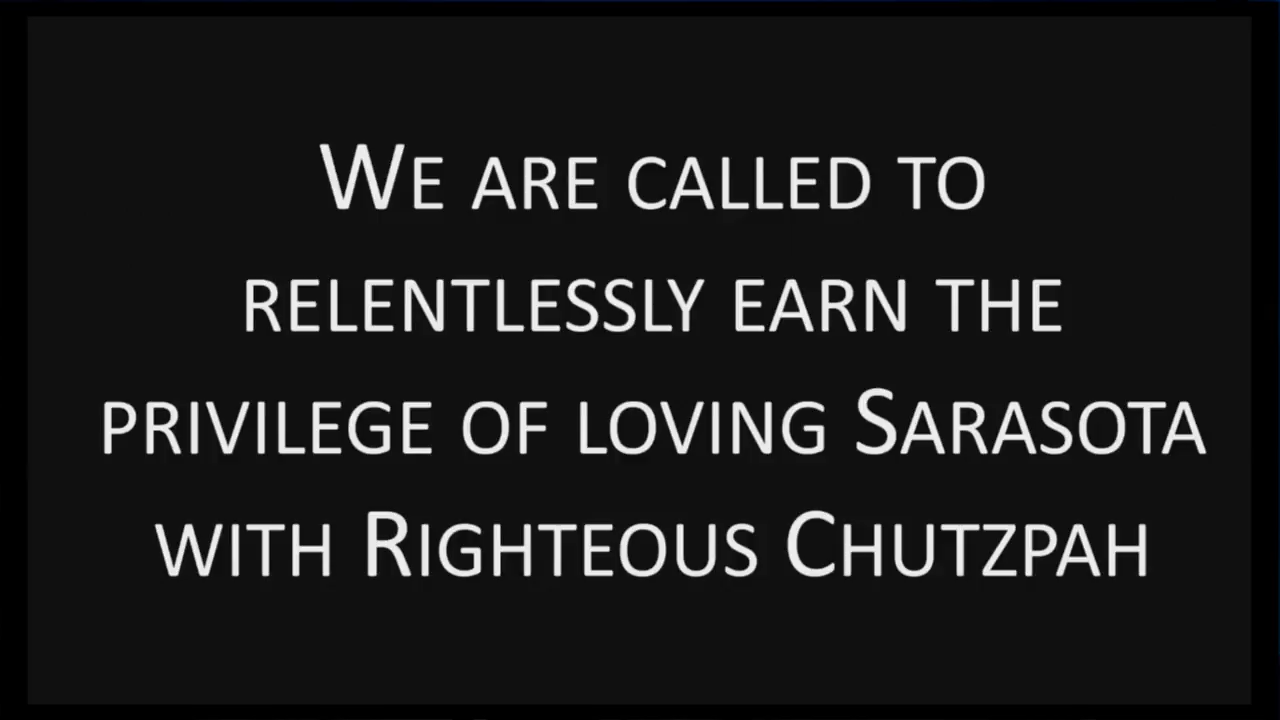 We are called to
relentlessly earn the
privilege of loving Sarasota
with Righteous Chutzpah